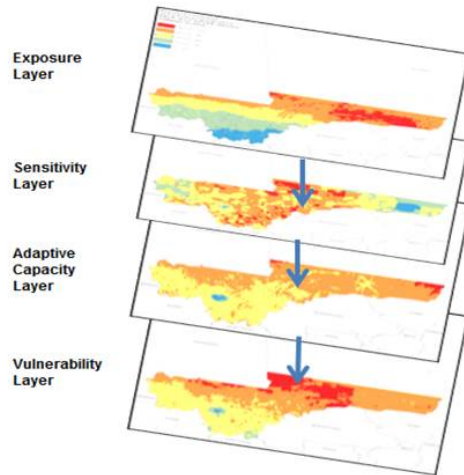 Exposure
Layer
Sensitivity
Layer
Adaptive
Capacity
Layer
Vulnerability
Layer